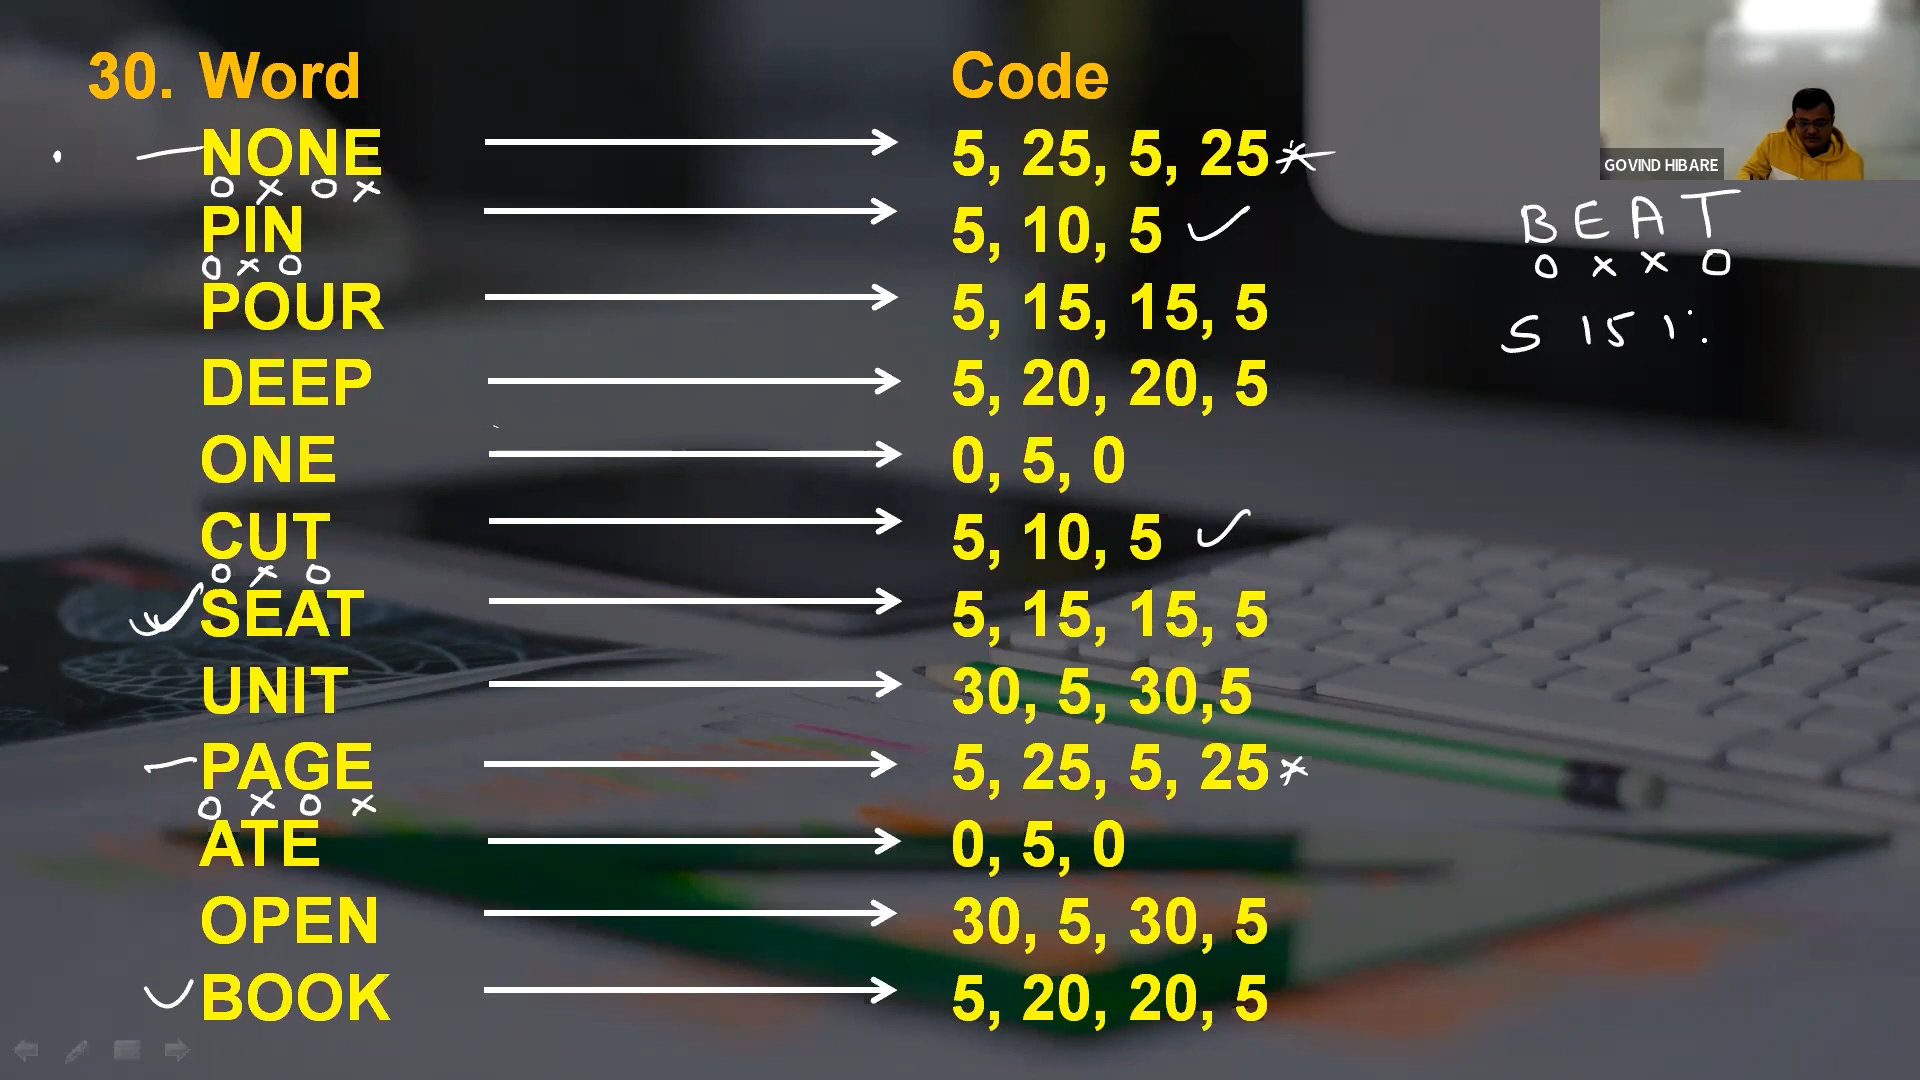 30. Word Code
GOVIND HIBARE
NONE 5, 25, 5, 25
O X O X
PIN 5, 10, 5
O X O
BEAT
O X X O
POUR 5, 15, 15, 5
5 15 1
DEEP 5, 20, 20, 5
ONE 0, 5, 0
CUT 5, 10, 5
O X O
SEAT 5, 15, 15, 5
UNIT 30, 5, 30,5
PAGE 5, 25, 5, 25
O X O X
ATE 0, 5, 0
OPEN 30, 5, 30, 5
BOOK 5, 20, 20, 5